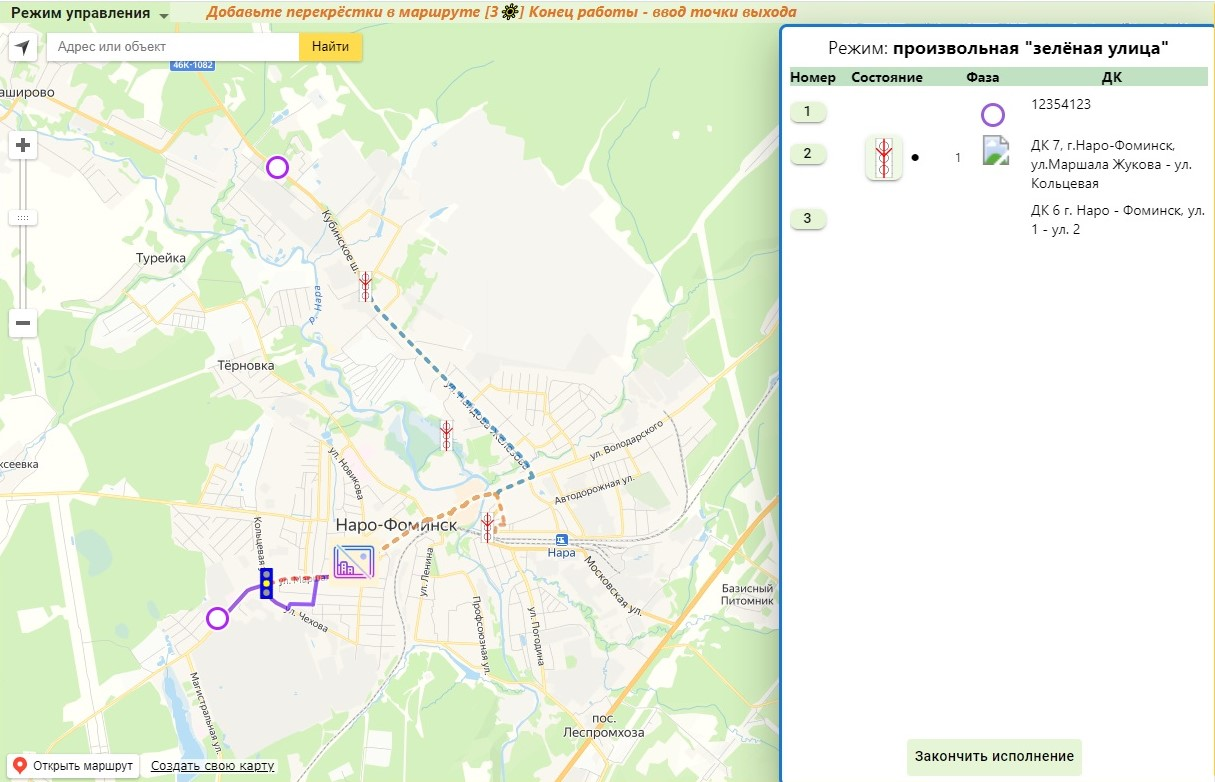 Режим управления
Добавьте перекрёстки в маршруте [3] Конец работы - ввод точки выхода
Адрес или объект
Найти
46К-1082
аширово
Кубинское ш.
Турейка
р. Нара
Тёрновка
ул. Володарского
ксеевка
ул. Новикова
Автодорожная ул.
Наро-Фоминск
Кольцевая у
Нара
ул. Ленина
Московская ул.
ул. Чехова
Базисный
Питомник
Профсоюзная ул.
ул. Погодина
Магистральная ул.
пос.
Леспромхоза
Открыть маршрут
Создать свою карту
Режим: произвольная "зелёная улица"
Номер Состояние Фаза ДК
1 12354123
2 1 ДК 7, г.Наро-Фоминск,
ул.Маршала Жукова - ул.
Кольцевая
3 ДК 6 г. Наро - Фоминск, ул.
1 - ул. 2
Закончить исполнение